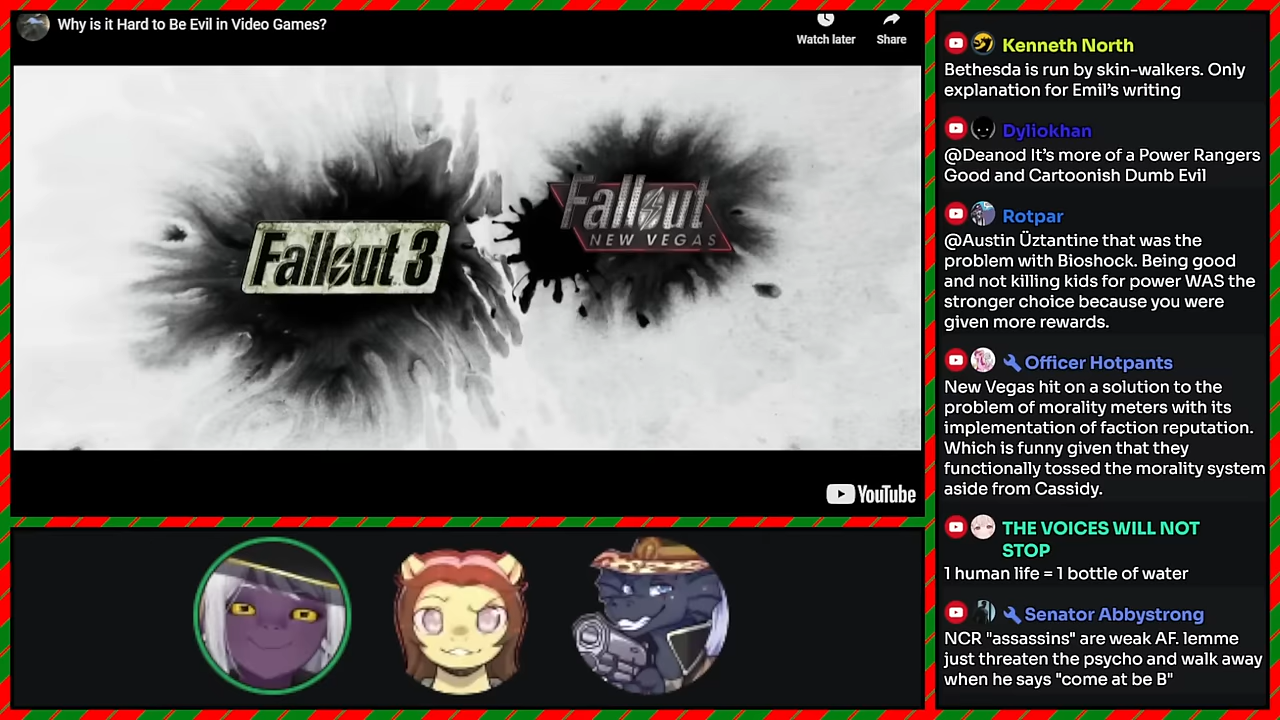 Why is it Hard to Be Evil in Video Games?
Watch later
Share
Fallout 3
Fallout
NEW VEGAS
YouTube
Kenneth North
Bethesda is run by skin-walkers. Only
explanation for Emil’s writing
Dyliokhan
@Deanod It’s more of a Power Rangers
Good and Cartoonish Dumb Evil
Rotpar
@Austin Üztantine that was the
problem with Bioshock. Being good
and not killing kids for power WAS the
stronger choice because you were
given more rewards.
Officer Hotpants
New Vegas hit on a solution to the
problem of morality meters with its
implementation of faction reputation.
Which is funny given that they
functionally tossed the morality system
aside from Cassidy.
THE VOICES WILL NOT
STOP
1 human life = 1 bottle of water
Senator Abbystrong
NCR "assassins" are weak AF. lemme
just threaten the psycho and walk away
when he says "come at be B"